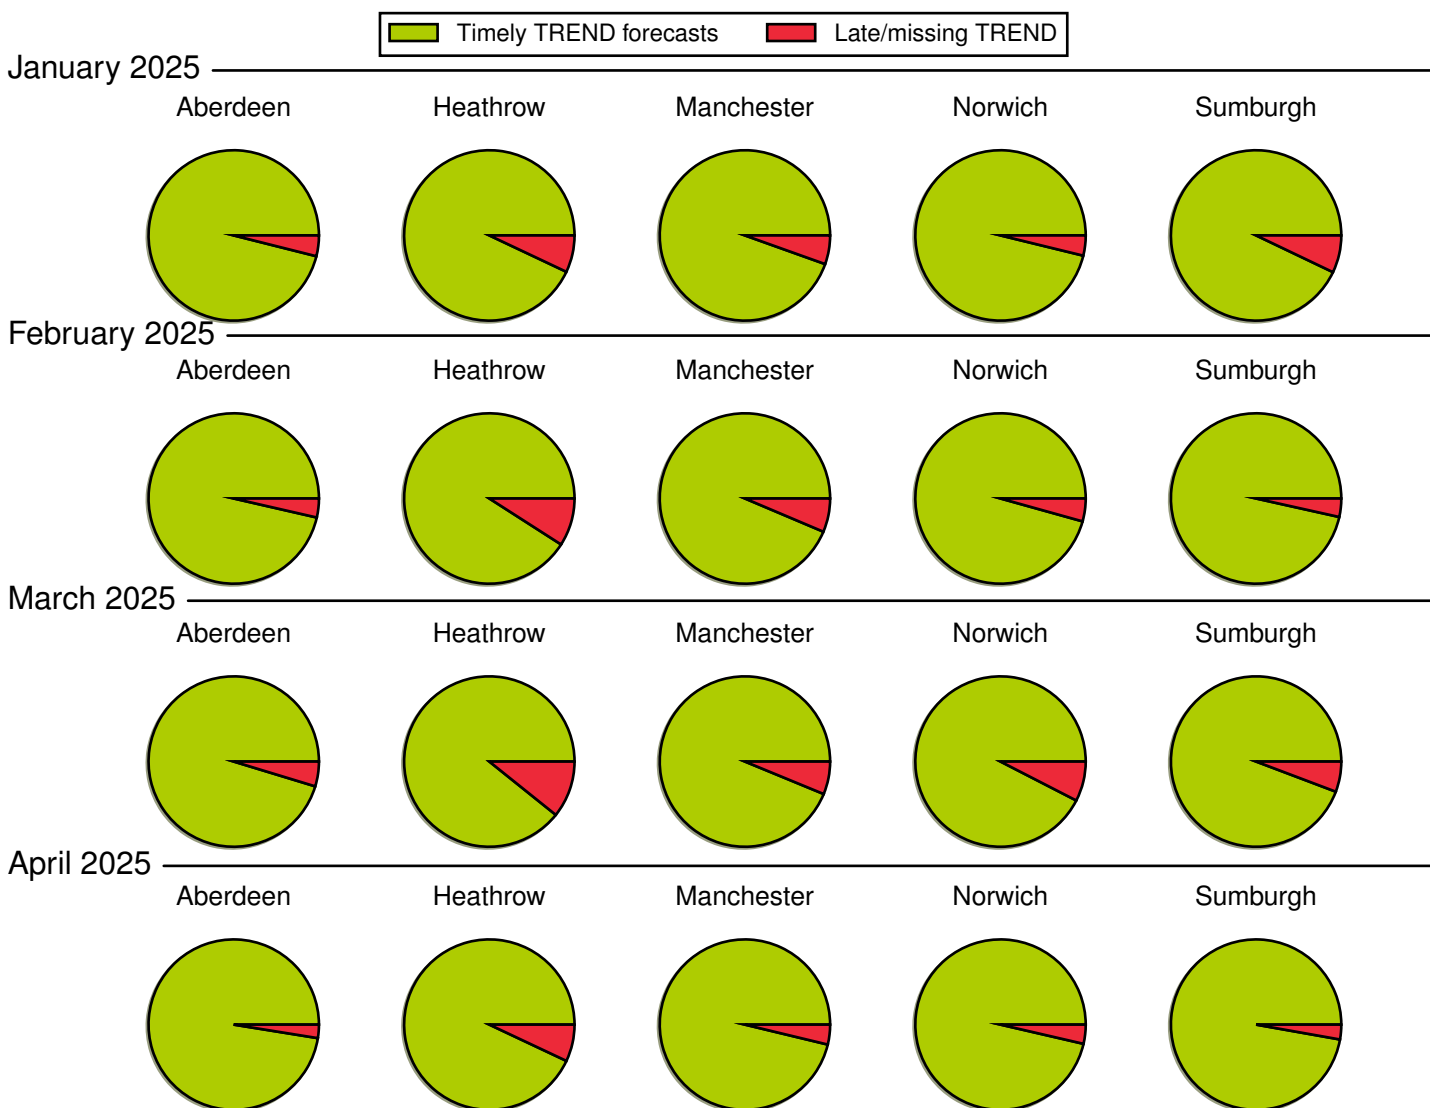 Timely TREND forecasts Late/missing TREND
January 2025
Aberdeen Heathrow Manchester Norwich Sumburgh
February 2025
Aberdeen Heathrow Manchester Norwich Sumburgh
March 2025
Aberdeen Heathrow Manchester Norwich Sumburgh
April 2025
Aberdeen Heathrow Manchester Norwich Sumburgh